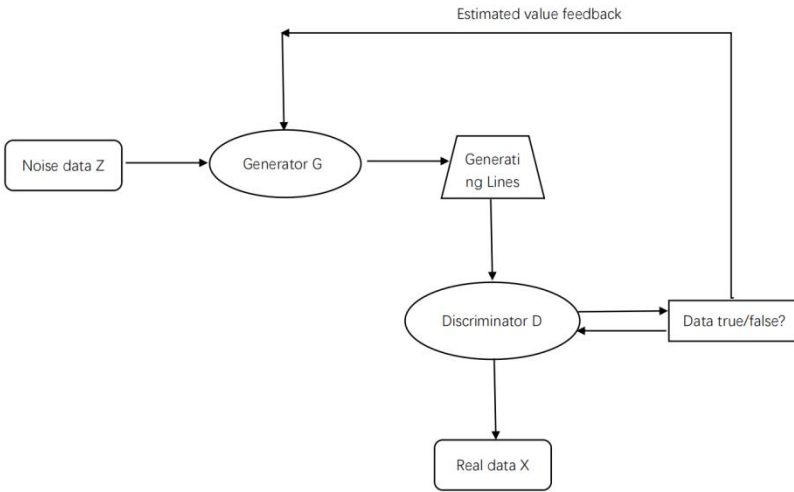 Estimated value feedback
Noise data Z
Generator G
Generati
ng Lines
Discriminator D
Data true/false?
Real data X